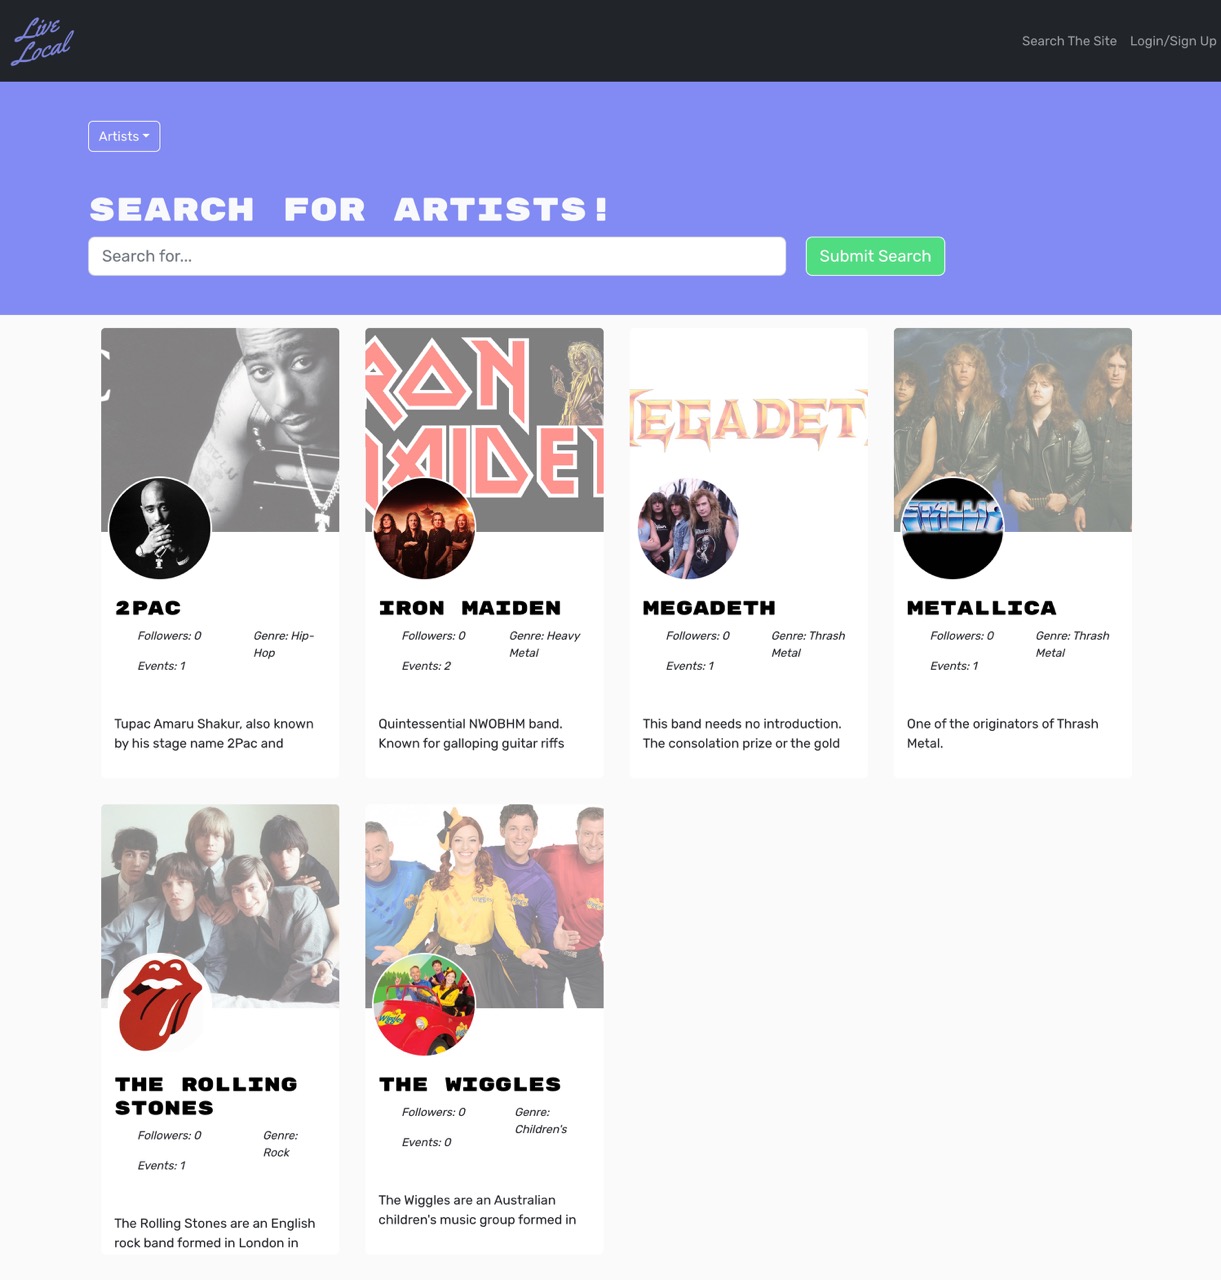 Live
Local
Search The Site
Login/Sign Up
Artists
SEARCH FOR ARTISTS!
Search for...
Submit Search
2PAC
Followers: 0
Genre: Hip-
Hop
Events: 1
Tupac Amaru Shakur, also known
by his stage name 2Pac and
IRON MAIDEN
Followers: 0
Genre: Heavy
Metal
Events: 2
Quintessential NWOBHM band.
Known for galloping guitar riffs
EGADET
MEGADETH
Followers: 0
Genre: Thrash
Metal
Events: 1
This band needs no introduction.
The consolation prize or the gold
METALLICA
Followers: 0
Genre: Thrash
Metal
Events: 1
One of the originators of Thrash
Metal.
THE ROLLING
STONES
Followers: 0
Genre:
Rock
Events: 1
The Rolling Stones are an English
rock band formed in London in
THE WIGGLES
Followers: 0
Genre:
Children's
Events: 0
The Wiggles are an Australian
children's music group formed in